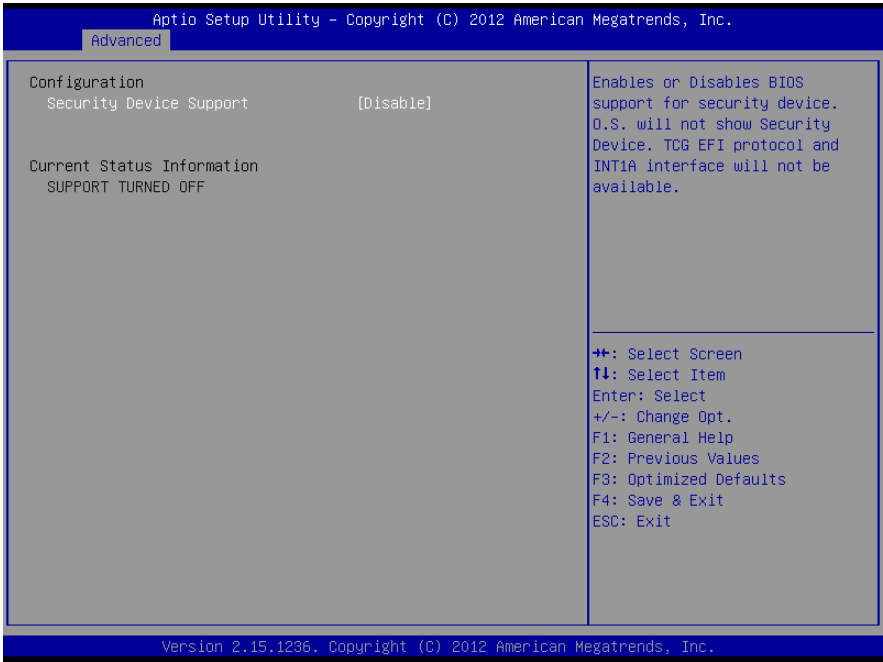 Aptio Setup Utility – Copyright (C) 2012 American Megatrends, Inc.
Advanced
Configuration
Security Device Support [Disable]
Current Status Information
SUPPORT TURNED OFF
Enables or Disables BIOS
support for security device.
O.S. will not show Security
Device. TCG EFI protocol and
INT1A interface will not be
available.
→←: Select Screen
↑↓: Select Item
Enter: Select
+/-: Change Opt.
F1: General Help
F2: Previous Values
F3: Optimized Defaults
F4: Save & Exit
ESC: Exit
Version 2.15.1236. Copyright (C) 2012 American Megatrends, Inc.